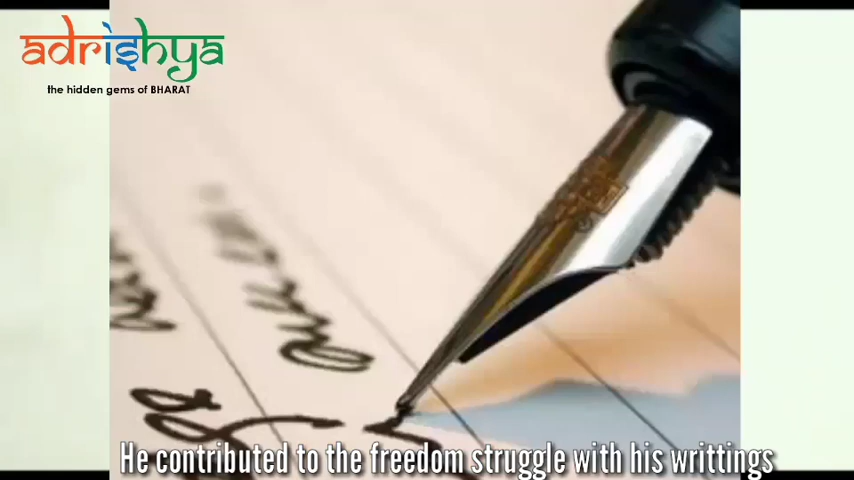 adrishya
the hidden gems of BHARAT
He contributed to the freedom struggle with his writtings